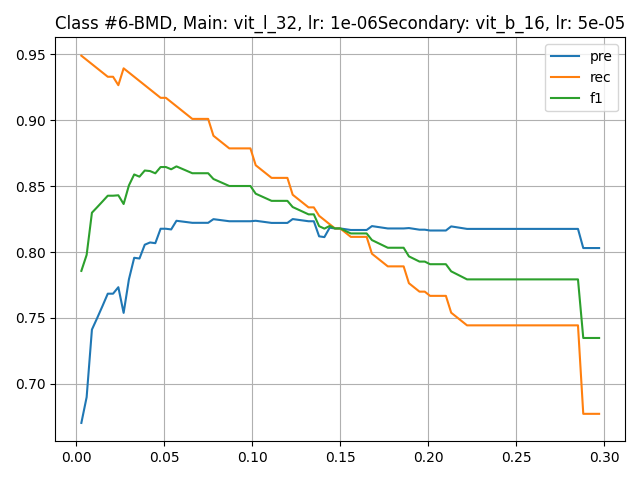 Class #6-BMD, Main: vit_l_32, lr: 1e-06Secondary: vit_b_16, lr: 5e-05
pre
rec
f1
0.95
0.90
0.85
0.80
0.75
0.70
0.00 0.05 0.10 0.15 0.20 0.25 0.30